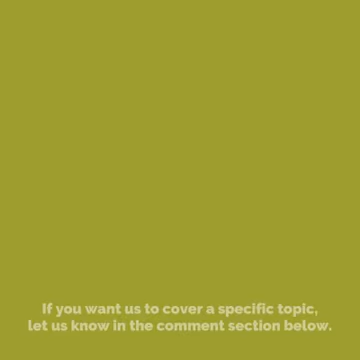 If you want us to cover a specific topic,
let us know in the comment section below.